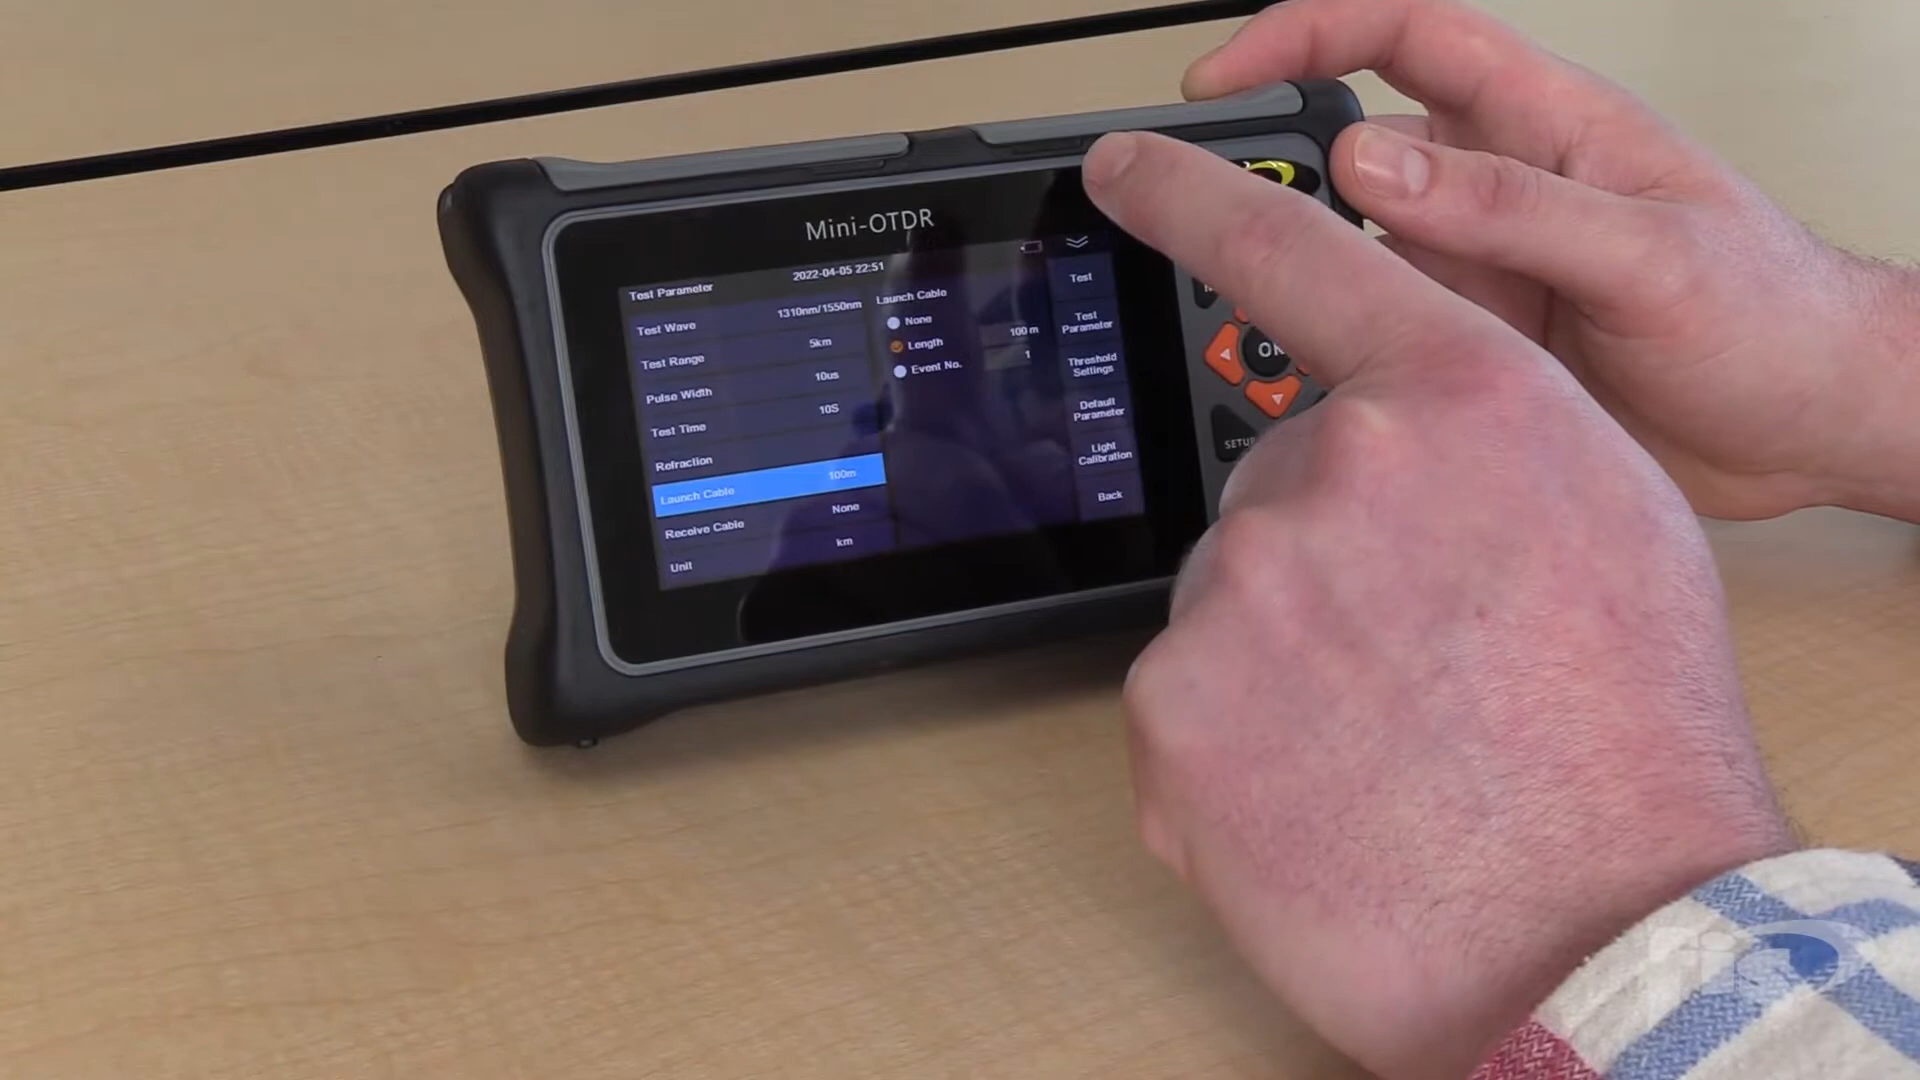 Mini-OTDR
2022-04-05 22:51
Test Parameter
Test Wave 1310nm/1550nm
Test Range 5km
Pulse Width 10us
Test Time 10S
Refraction
Launch Cable 100m
Receive Cable None
Unit km
Launch Cable
None
Length 100 m
Event No. 1
Test
Test
Parameter
Threshold
Settings
Default
Parameter
Light
Calibration
Back
OK
fis